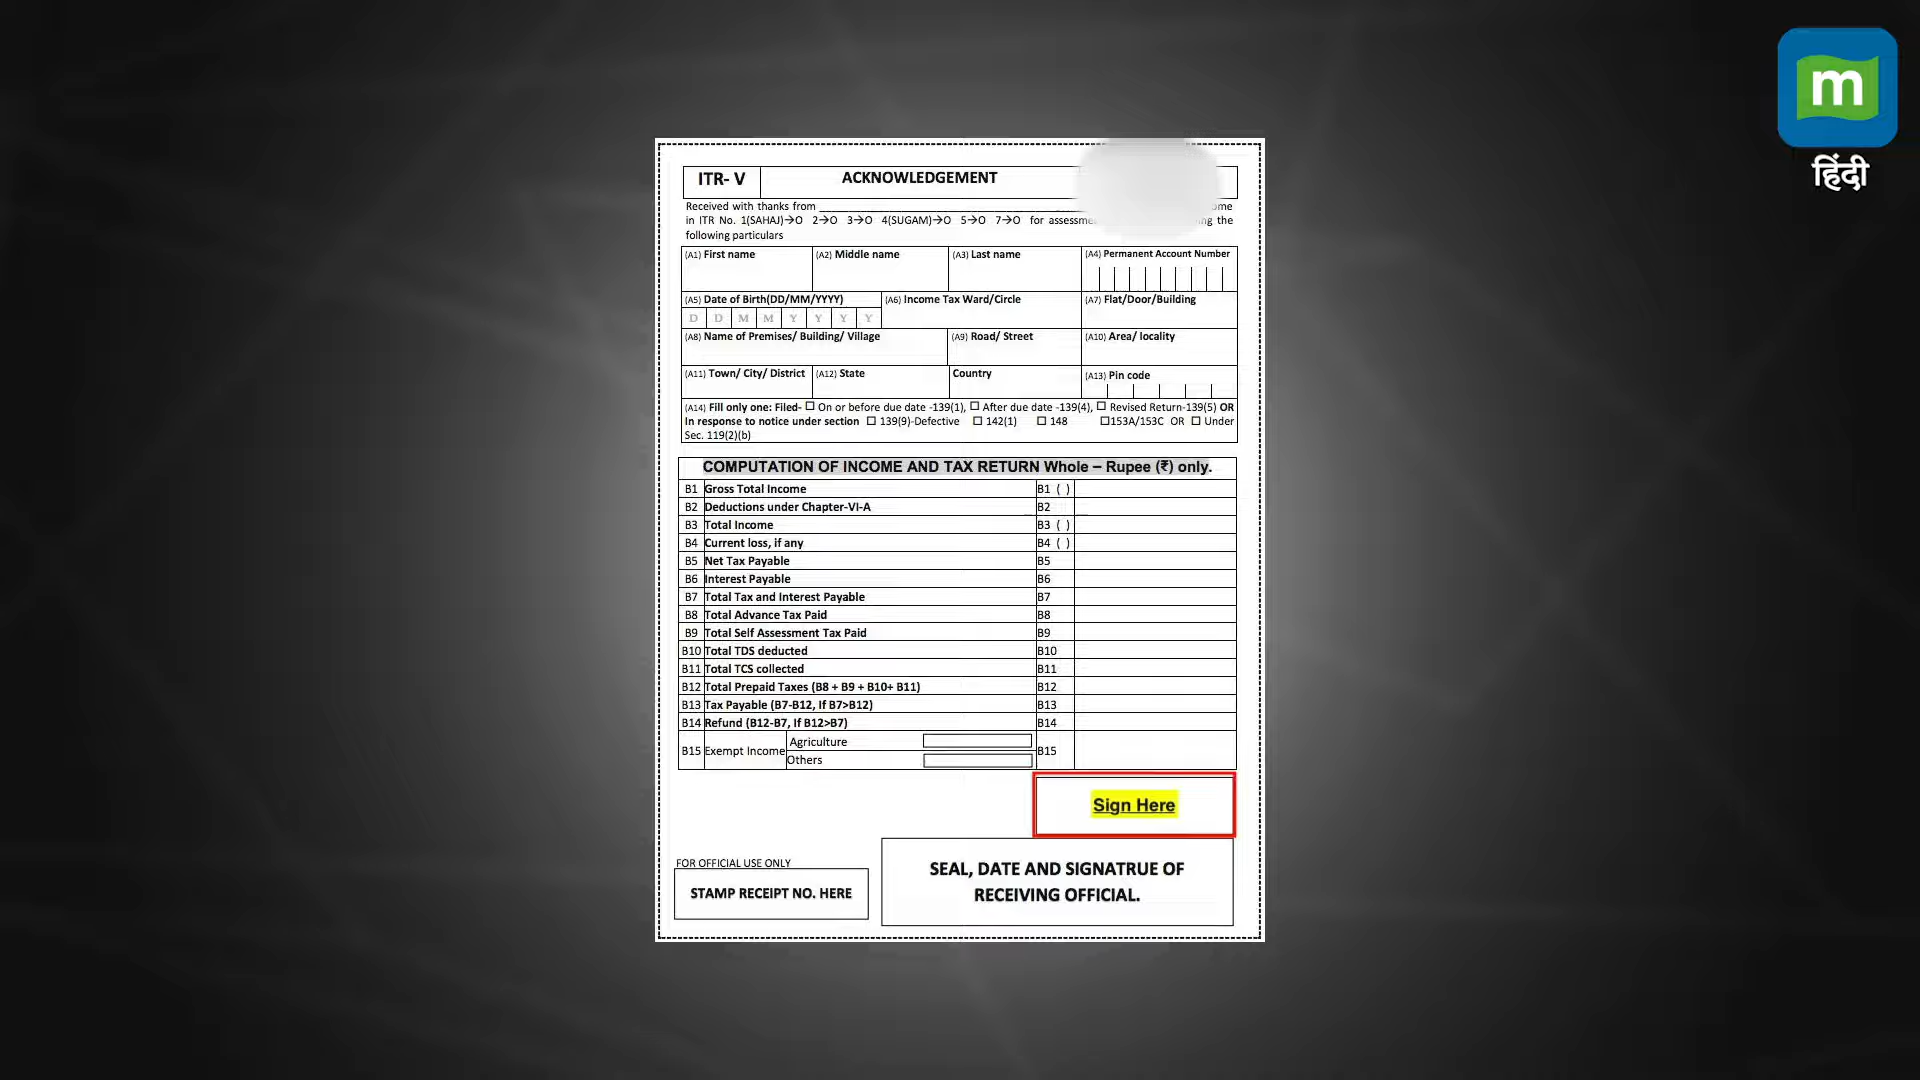 m
हिंदी
ITR- V
ACKNOWLEDGEMENT
Received with thanks from
in ITR No. 1(SAHAJ)→O 2→O 3→O 4(SUGAM)→O 5→O 7→O for the
following particulars
(A1) First name (A2) Middle name (A3) Last name (A4) Permanent Account Number
(A5) Date of Birth(DD/MM/YYYY) (A6) Income Tax Ward/Circle (A7) Flat/Door/Building
D D M M Y Y Y Y
(A8) Name of Premises/ Building/ Village (A9) Road/ Street (A10) Area/ locality
(A11) Town/ City/ District (A12) State Country (A13) Pin code
(A14) Fill only one: Filed- ☐ On or before due date -139(1), ☐ After due date -139(4), ☐ Revised Return-139(5) OR
In response to notice under section ☐ 139(9)-Defective ☐ 142(1) ☐ 148 ☐153A/153C OR ☐ Under
Sec. 119(2)(b)
COMPUTATION OF INCOME AND TAX RETURN Whole – Rupee (₹) only.
B1 Gross Total Income B1 ( )
B2 Deductions under Chapter-VI-A B2
B3 Total Income B3 ( )
B4 Current loss, if any B4 ( )
B5 Net Tax Payable B5
B6 Interest Payable B6
B7 Total Tax and Interest Payable B7
B8 Total Advance Tax Paid B8
B9 Total Self Assessment Tax Paid B9
B10 Total TDS deducted B10
B11 Total TCS collected B11
B12 Total Prepaid Taxes (B8 + B9 + B10+ B11) B12
B13 Tax Payable (B7-B12, If B7>B12) B13
B14 Refund (B12-B7, If B12>B7) B14
B15 Exempt Income Agriculture B15
Others
Sign Here
FOR OFFICIAL USE ONLY
STAMP RECEIPT NO. HERE
SEAL, DATE AND SIGNATRUE OF
RECEIVING OFFICIAL.